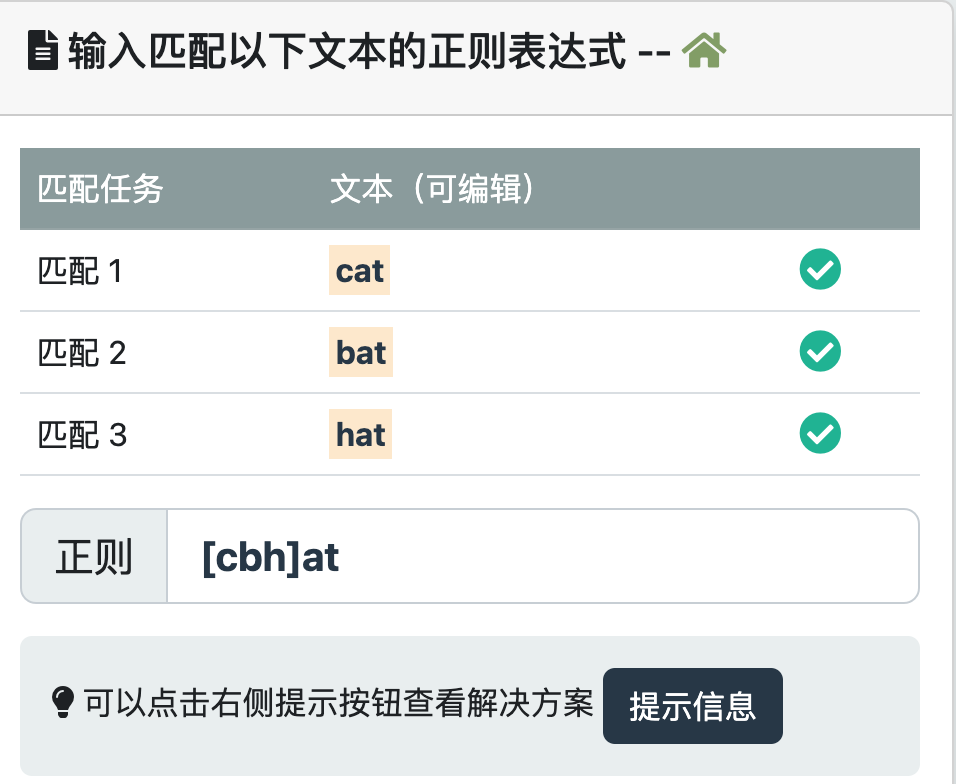 输入匹配以下文本的正则表达式 --
匹配任务 文本（可编辑）
匹配 1 cat
匹配 2 bat
匹配 3 hat
正则 [cbh]at
可以点击右侧提示按钮查看解决方案 提示信息